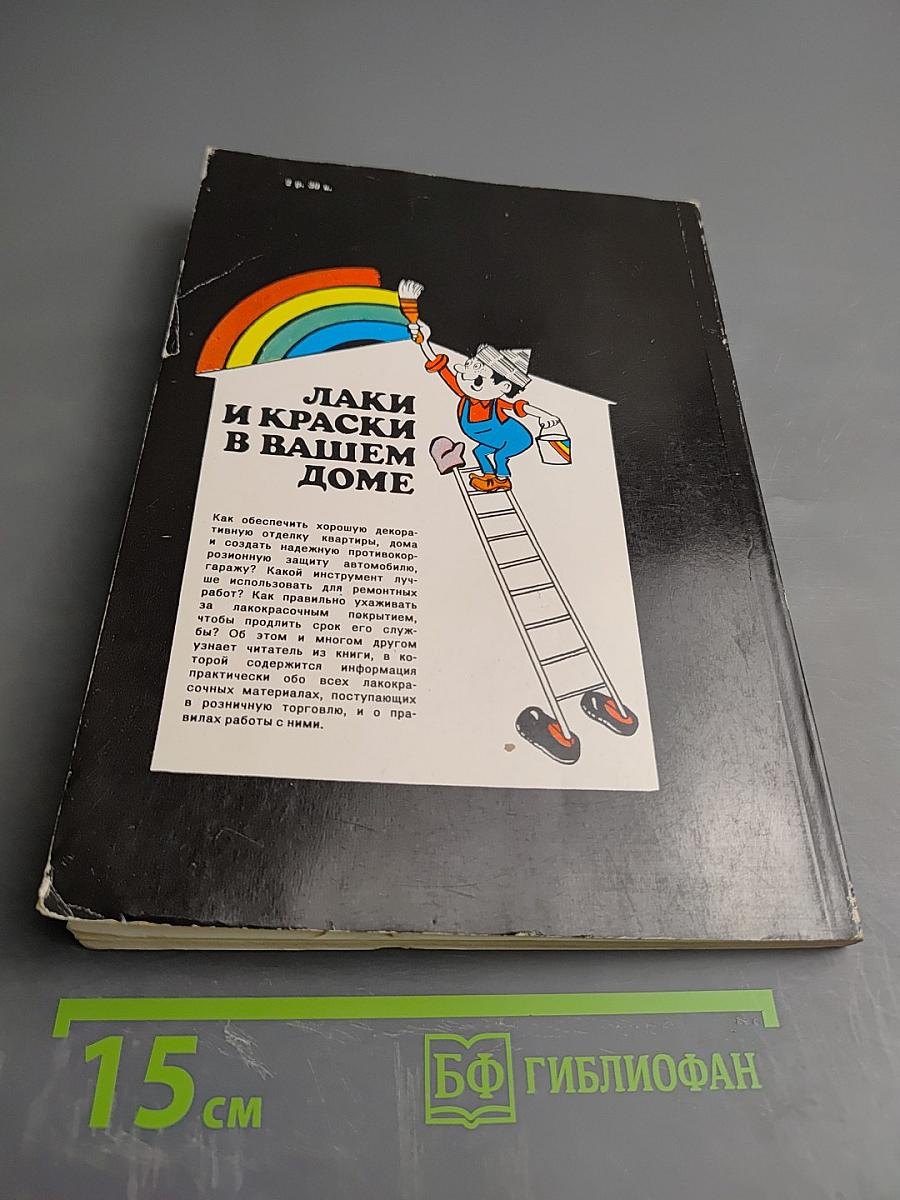 2 р. 30 к.
ЛАКИ
И КРАСКИ
В ВАШЕМ
ДОМЕ
Как обеспечить хорошую декора-
тивную отделку квартиры, дома
и создать надежную противокор-
розионную защиту автомобилю,
гаражу? Какой инструмент луч-
ше использовать для ремонтных
работ? Как правильно ухаживать
за лакокрасочным покрытием,
чтобы продлить срок его служ-
бы? Об этом и многом другом
узнает читатель из книги, в ко-
торой содержится информация
практически обо всех лакокра-
сочных материалах, поступающих
в розничную торговлю, и о пра-
вилах работы с ними.
15 см
БФ ГИБЛИОФАН